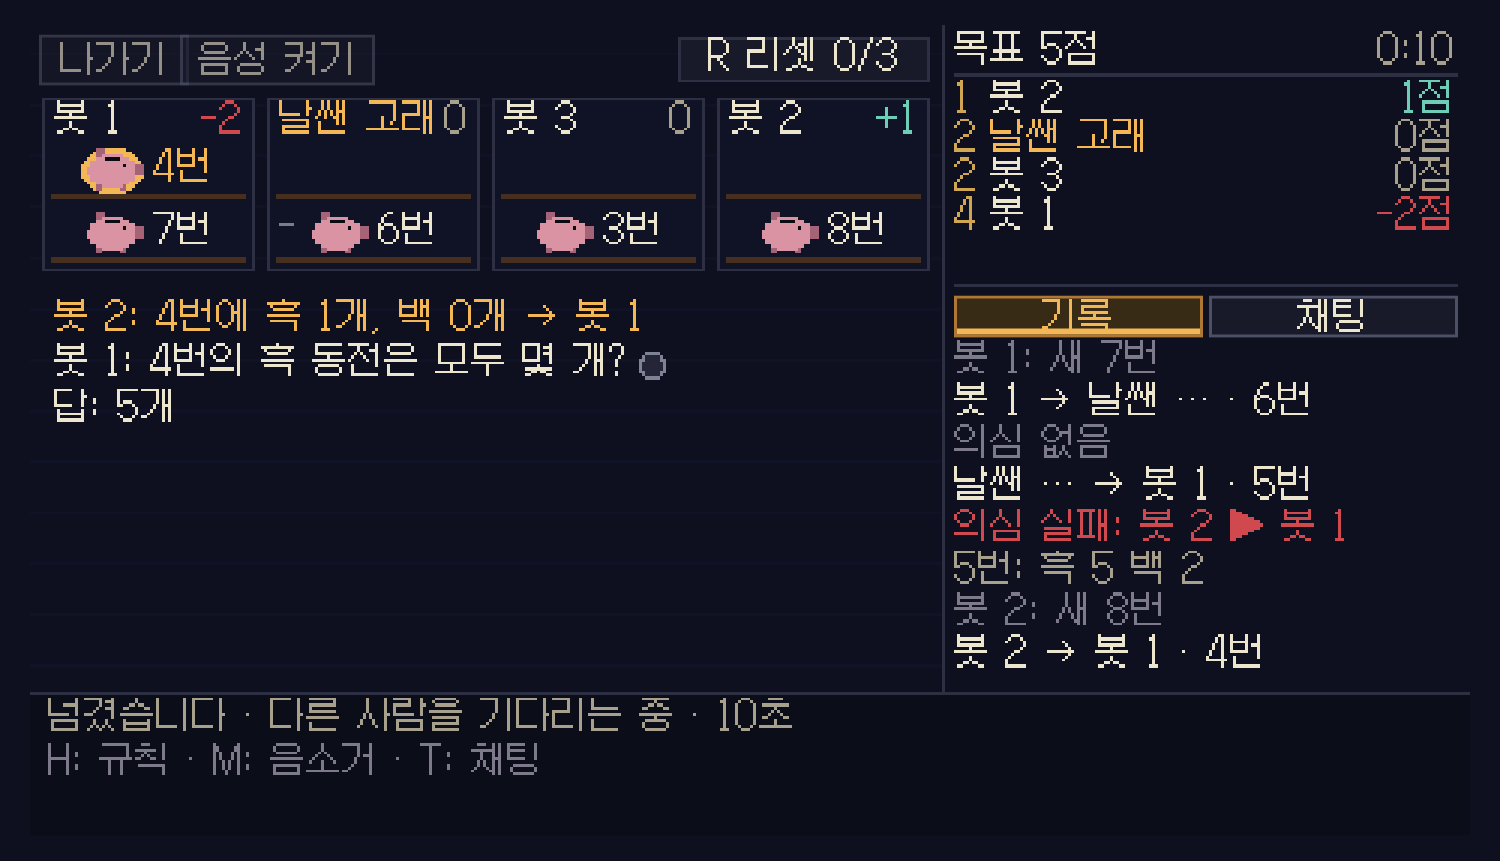 나가기 음성 켜기 R 리셋 0/3
봇 1 -2
4번
7번
날쌘 고래 0
- 6번
봇 3 0
3번
봇 2 +1
8번
봇 2: 4번에 흑 1개, 백 0개 → 봇 1
봇 1: 4번의 흑 동전은 모두 몇 개?
답: 5개
목표 5점 0:10
1 봇 2 1점
2 날쌘 고래 0점
2 봇 3 0점
4 봇 1 -2점
기록 채팅
봇 1: 새 7번
봇 1 → 날쌘 … · 6번
의심 없음
날쌘 … → 봇 1 · 5번
의심 실패: 봇 2 ▶ 봇 1
5번: 흑 5 백 2
봇 2: 새 8번
봇 2 → 봇 1 · 4번
넘겼습니다 · 다른 사람을 기다리는 중 · 10초
H: 규칙 · M: 음소거 · T: 채팅